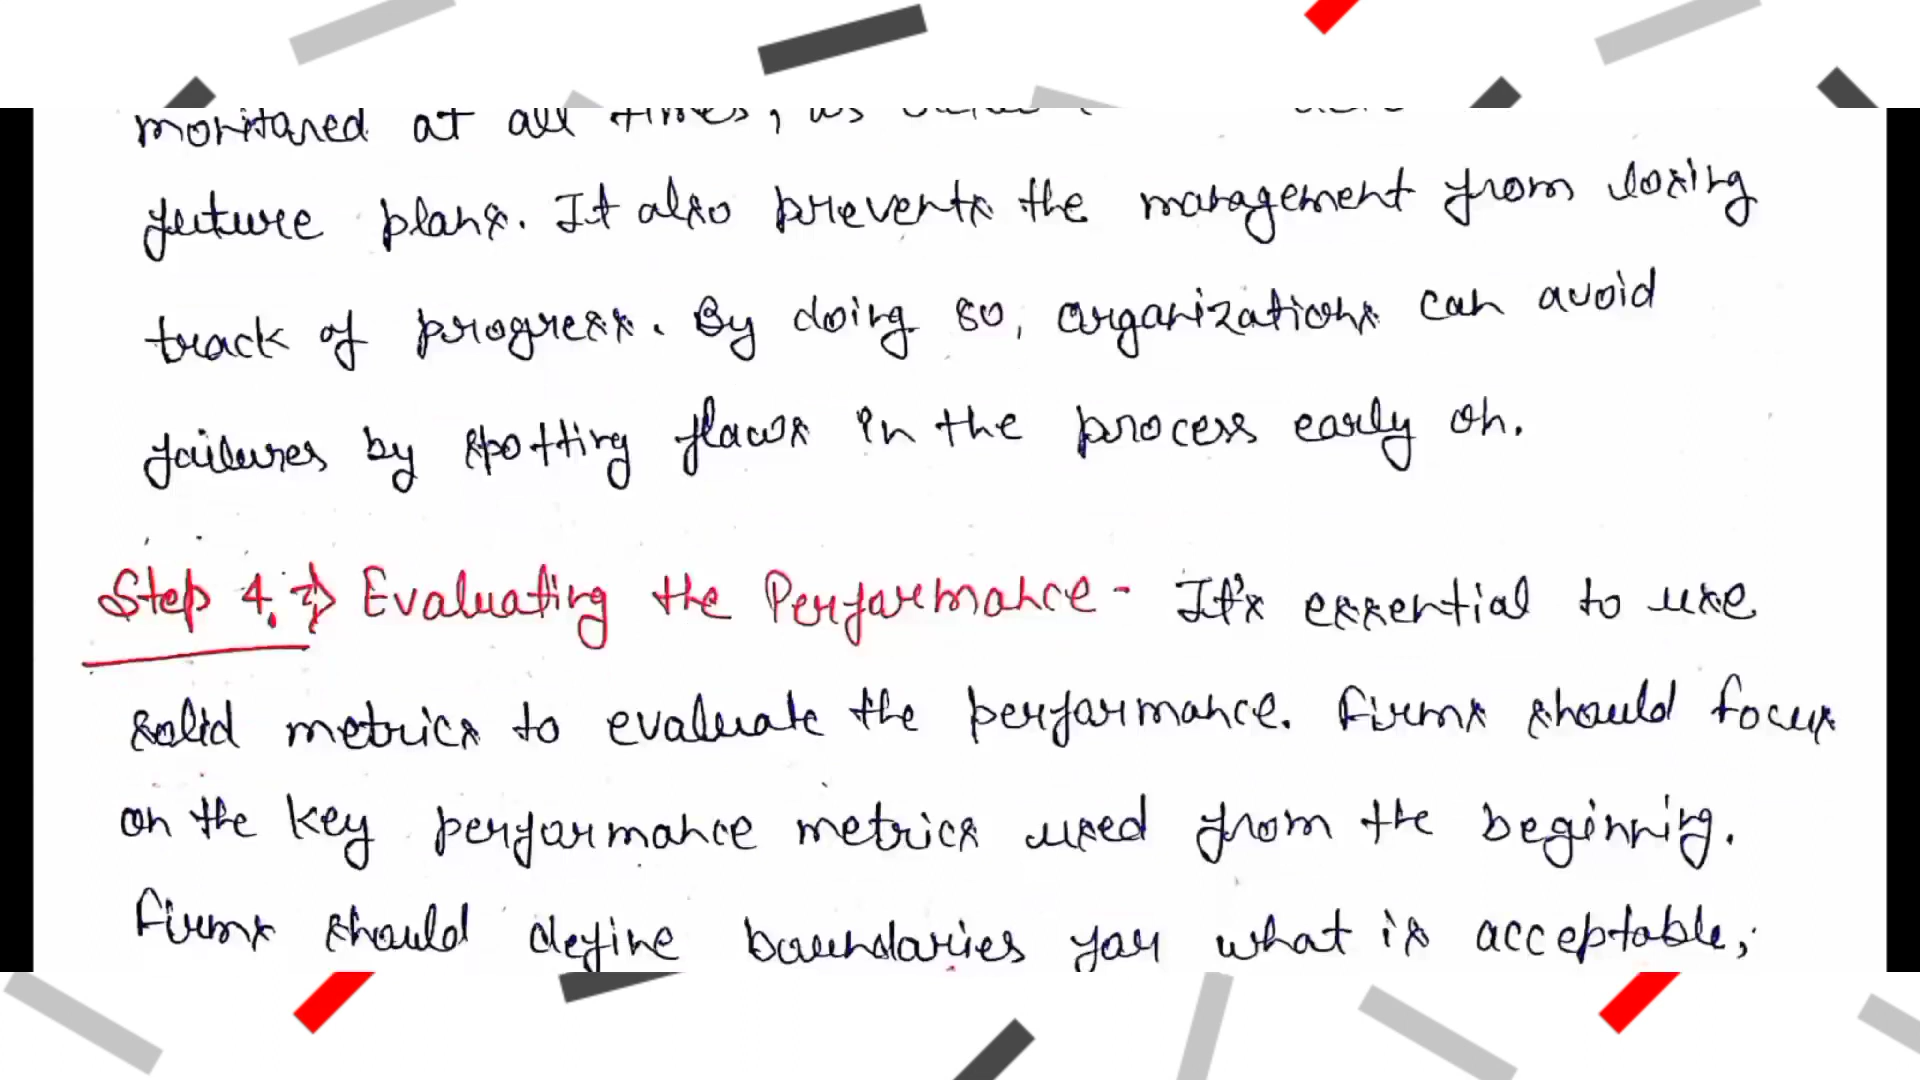 monitored at all times,
future plans. It also prevents the management from losing
track of progress. By doing so, organizations can avoid
failures by spotting flaws in the process early on.
Step 4. ⇒ Evaluating the Performance - It's essential to use
solid metrics to evaluate the performance. Firms should focus
on the key performance metrics used from the beginning.
Firms should define boundaries for what is acceptable,